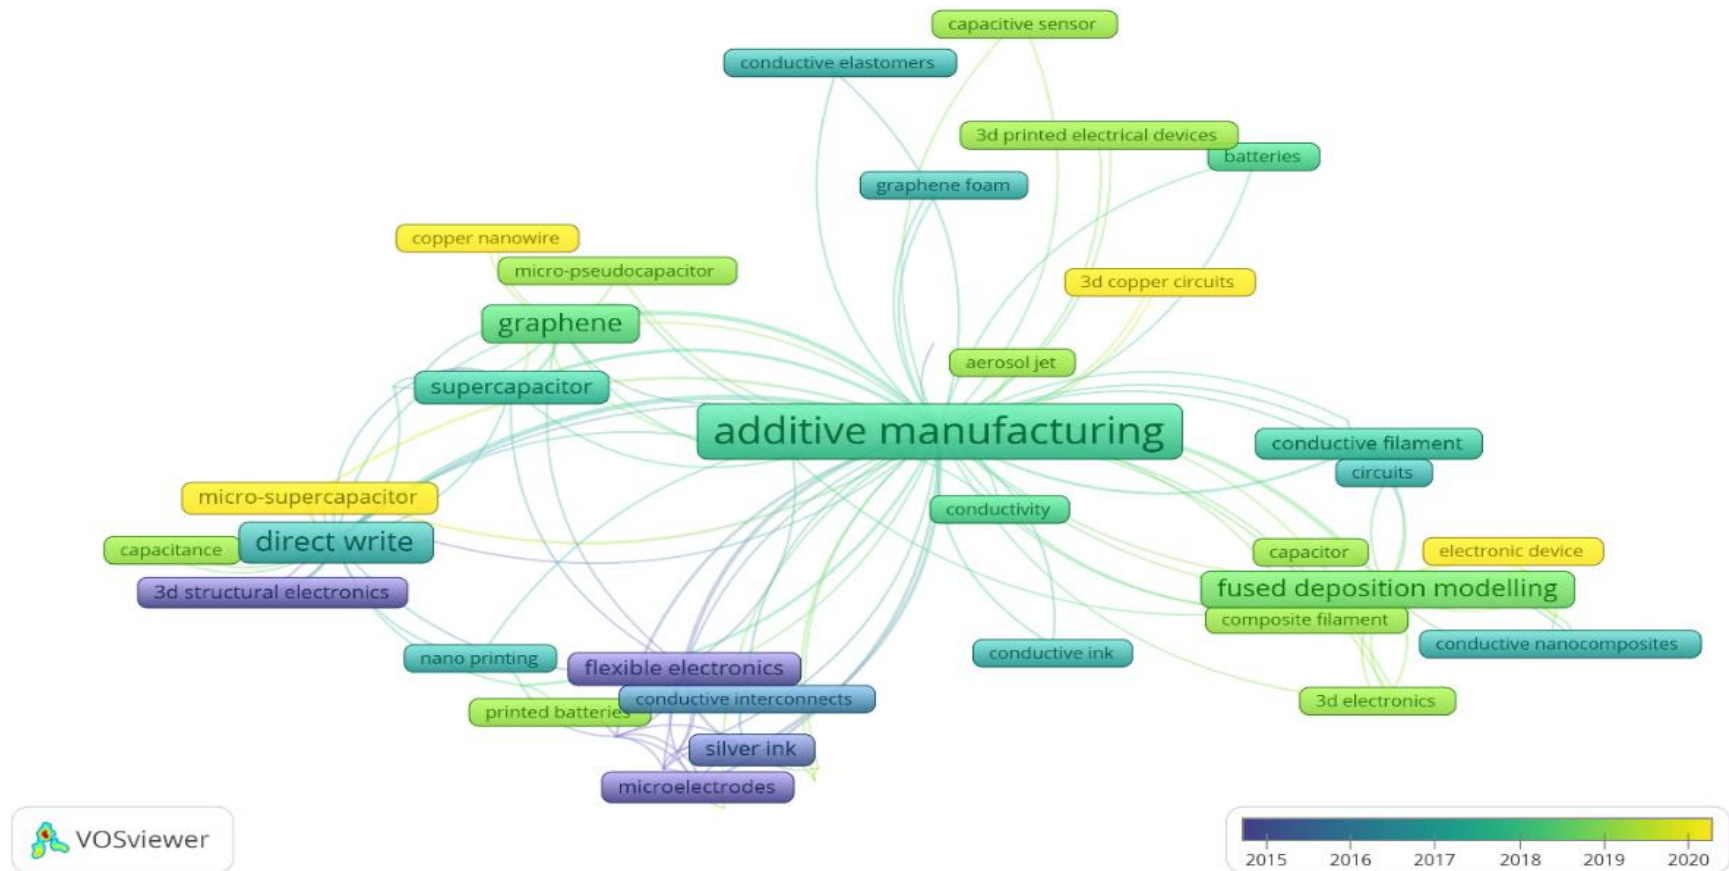 capacitive sensor
conductive elastomers
3d printed electrical devices
batteries
graphene foam
copper nanowire
micro-pseudocapacitor
3d copper circuits
graphene
aerosol jet
supercapacitor
additive manufacturing
conductive filament
circuits
micro-supercapacitor
conductivity
direct write
capacitance
capacitor
electronic device
3d structural electronics
fused deposition modelling
composite filament
conductive nanocomposites
nano printing
flexible electronics
conductive ink
conductive interconnects
3d electronics
printed batteries
silver ink
microelectrodes
VOSviewer
2015 2016 2017 2018 2019 2020